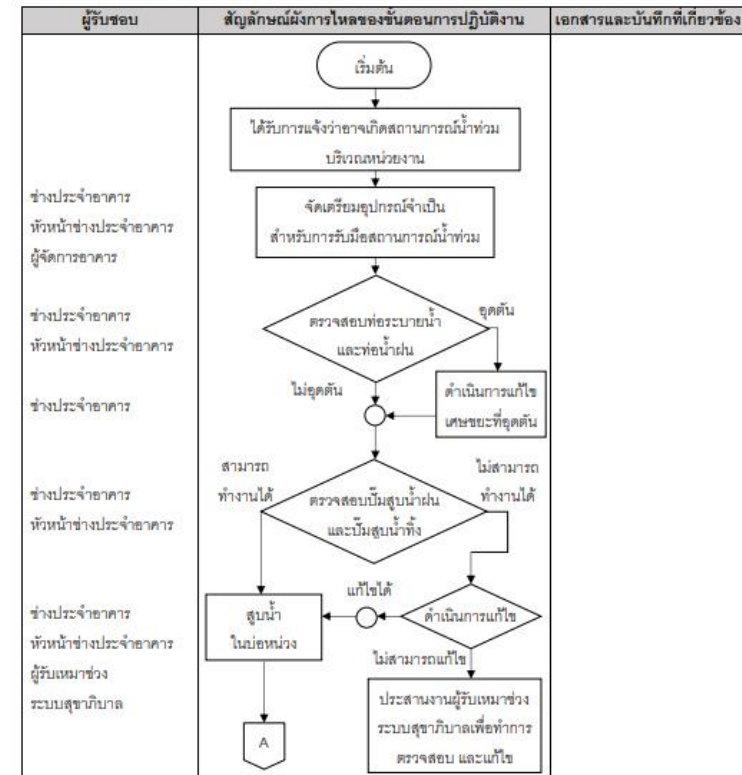 ผู้รับชอบ
สัญลักษณ์ผังการไหลของขั้นตอนการปฏิบัติงาน
เอกสารและบันทึกที่เกี่ยวข้อง
เริ่มต้น
ได้รับการแจ้งว่าอาจเกิดสถานการณ์น้ำท่วม
บริเวณหน่วยงาน
ช่างประจำอาคาร
หัวหน้าช่างประจำอาคาร
ผู้จัดการอาคาร
จัดเตรียมอุปกรณ์จำเป็น
สำหรับการรับมือสถานการณ์น้ำท่วม
ช่างประจำอาคาร
หัวหน้าช่างประจำอาคาร
ตรวจสอบท่อระบายน้ำ
และท่อน้ำฝน
อุดตัน
ไม่อุดตัน
ช่างประจำอาคาร
ดำเนินการแก้ไข
เศษขยะที่อุดตัน
สามารถ
ทำงานได้
ไม่สามารถ
ทำงานได้
ช่างประจำอาคาร
หัวหน้าช่างประจำอาคาร
ตรวจสอบปั๊มสูบน้ำฝน
และปั๊มสูบน้ำทิ้ง
แก้ไขได้
ช่างประจำอาคาร
หัวหน้าช่างประจำอาคาร
ผู้รับเหมาช่วง
ระบบสุขาภิบาล
สูบน้ำ
ในบ่อหน่วง
ดำเนินการแก้ไข
ไม่สามารถแก้ไข
ประสานงานผู้รับเหมาช่วง
ระบบสุขาภิบาลเพื่อทำการ
ตรวจสอบ และแก้ไข
A